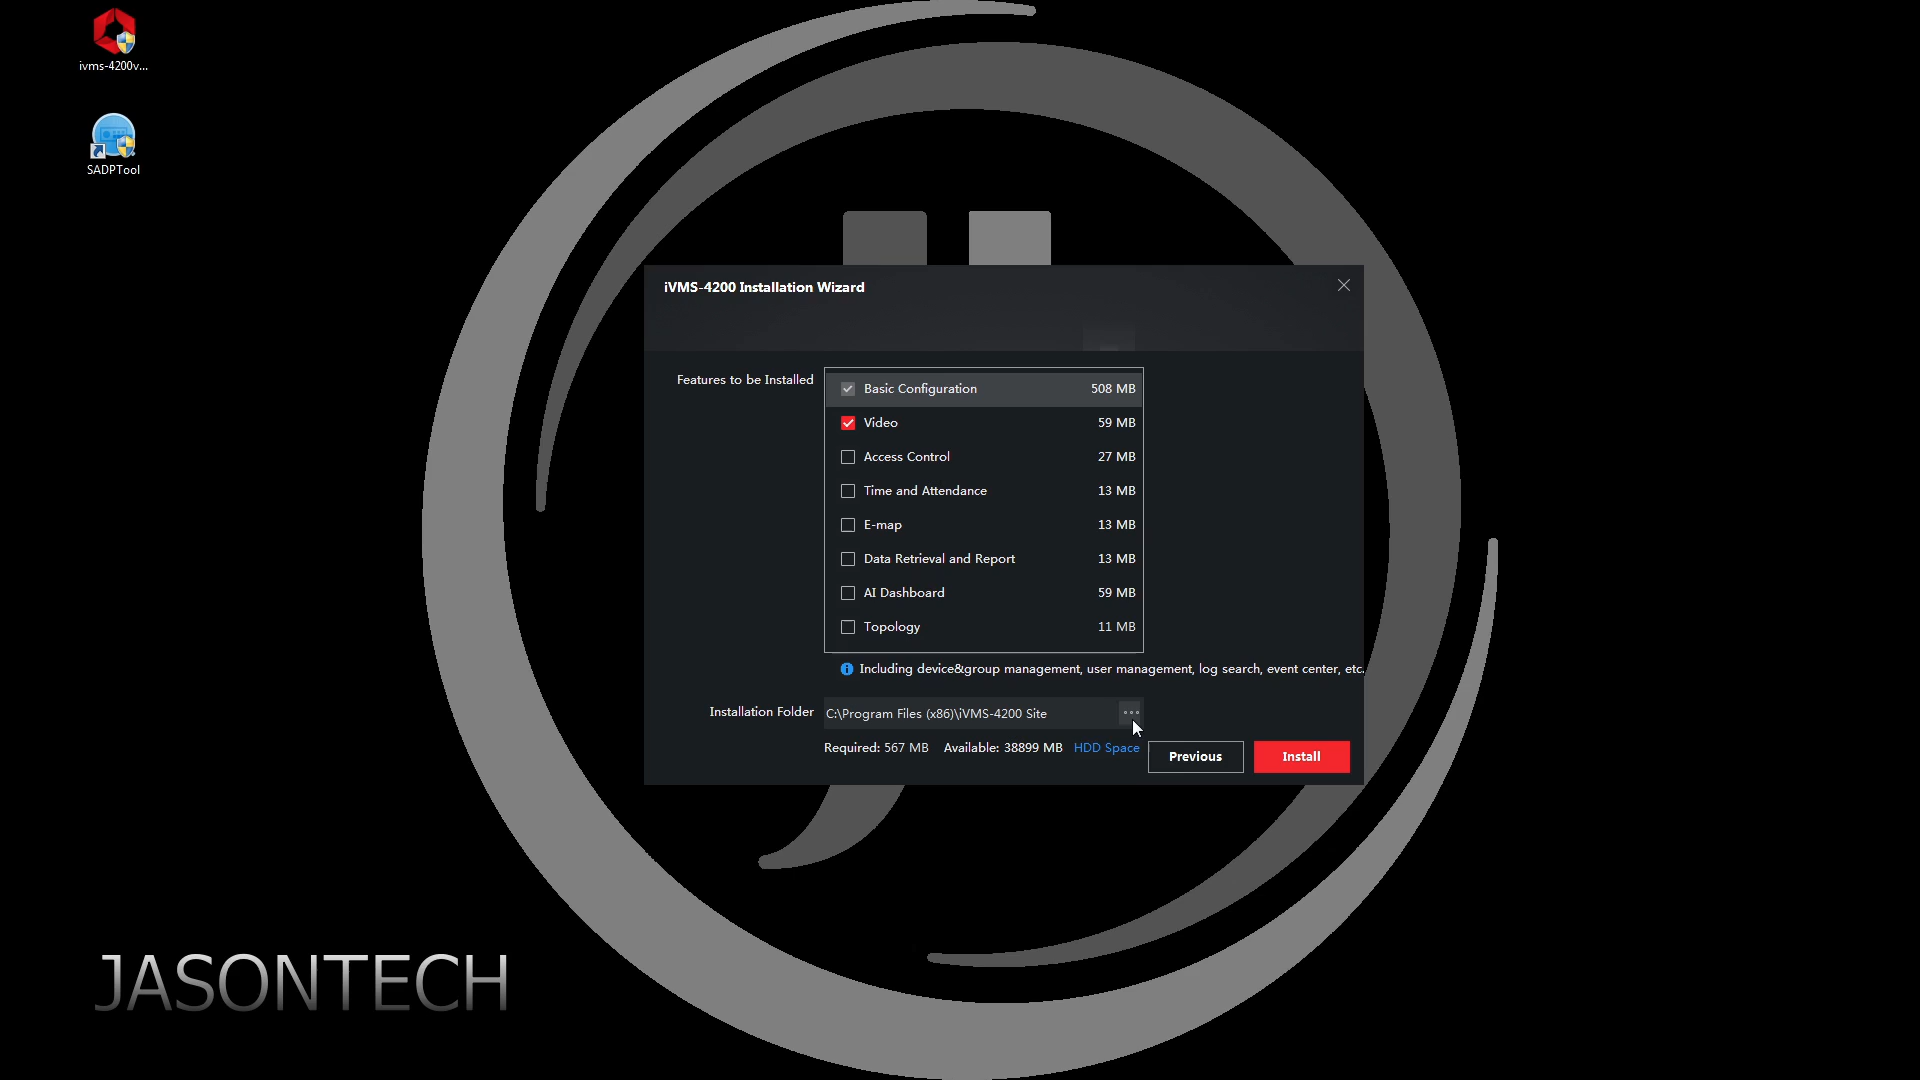 ivms-4200v...
SADPTool
iVMS-4200 Installation Wizard
Features to be Installed
Basic Configuration 508 MB
Video 59 MB
Access Control 27 MB
Time and Attendance 13 MB
E-map 13 MB
Data Retrieval and Report 13 MB
AI Dashboard 59 MB
Topology 11 MB
Including device&group management, user management, log search, event center, etc.
Installation Folder C:\Program Files (x86)\iVMS-4200 Site
Required: 567 MB Available: 38899 MB HDD Space
Previous Install
JASONTECH